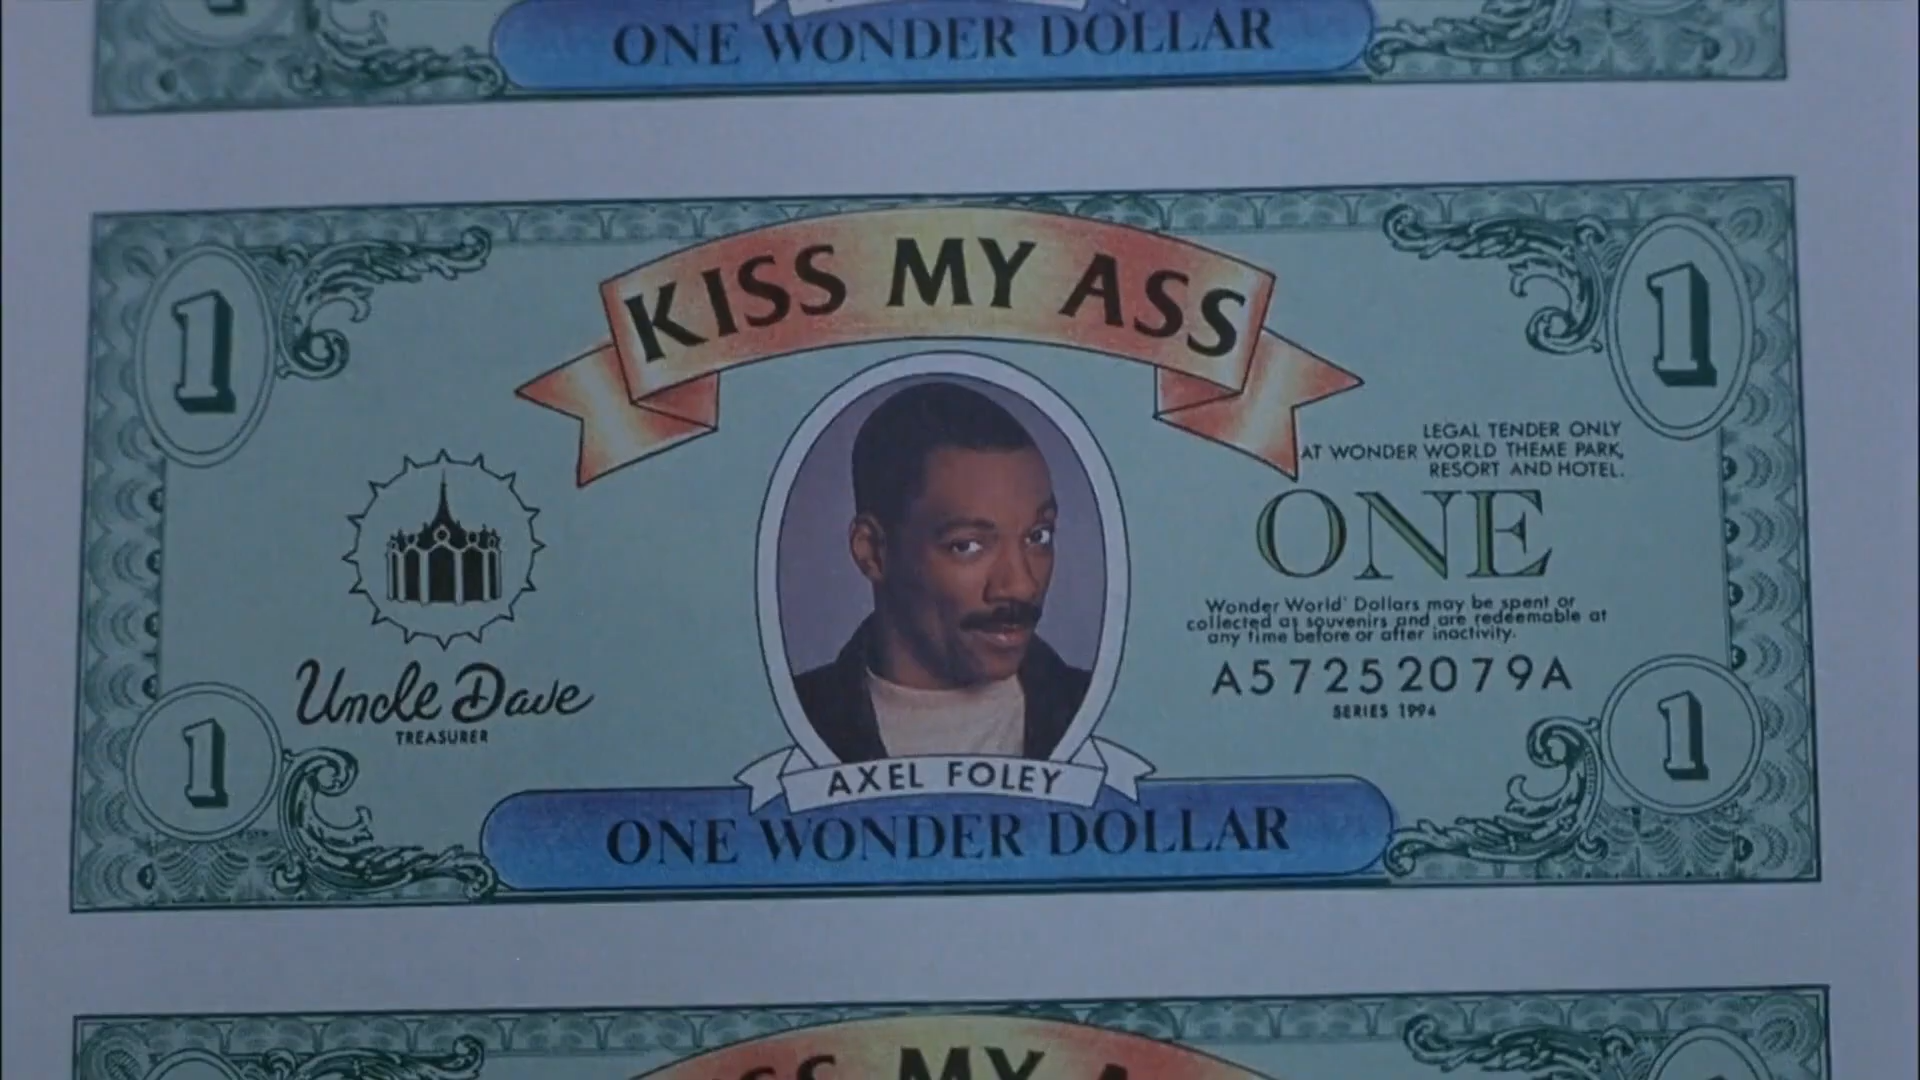 ONE WONDER DOLLAR
KISS MY ASS
1
1
LEGAL TENDER ONLY
AT WONDER WORLD THEME PARK,
RESORT AND HOTEL.
ONE
Wonder World' Dollars may be spent or
collected as souvenirs and are redeemable at
any time before or after inactivity.
A57252079A
SERIES 1994
Uncle Dave
TREASURER
1
1
AXEL FOLEY
ONE WONDER DOLLAR
MY